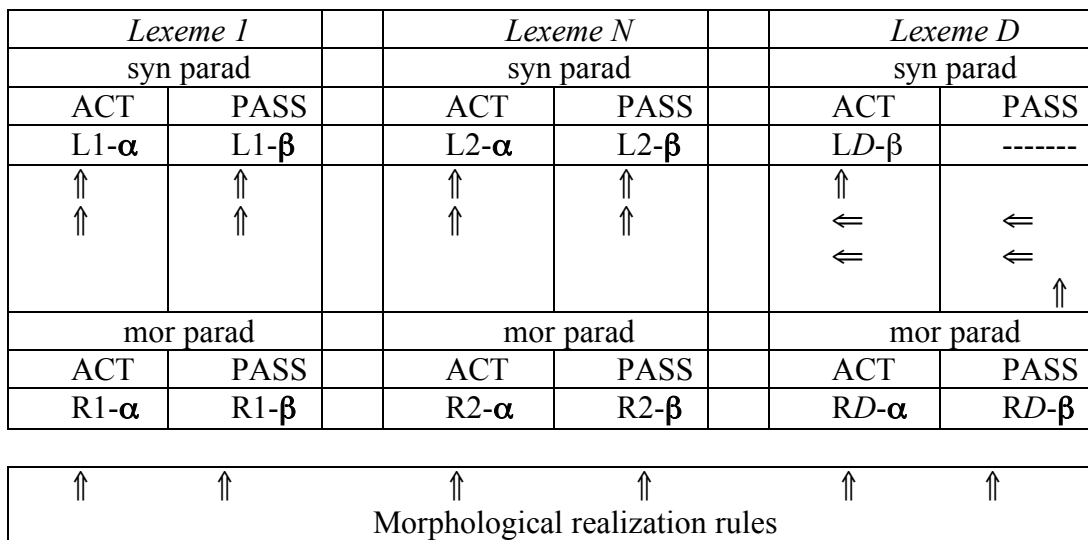 Lexeme 1 Lexeme N Lexeme D
syn parad syn parad syn parad
ACT PASS ACT PASS ACT PASS
L1-α L1-β L2-α L2-β LD-β -------
⇑ ⇑ ⇑ ⇑ ⇑
⇑ ⇑ ⇑ ⇑ ⇐ ⇐
⇐ ⇐
⇑
mor parad mor parad mor parad
ACT PASS ACT PASS ACT PASS
R1-α R1-β R2-α R2-β RD-α RD-β
⇑ ⇑ ⇑ ⇑ ⇑ ⇑
Morphological realization rules